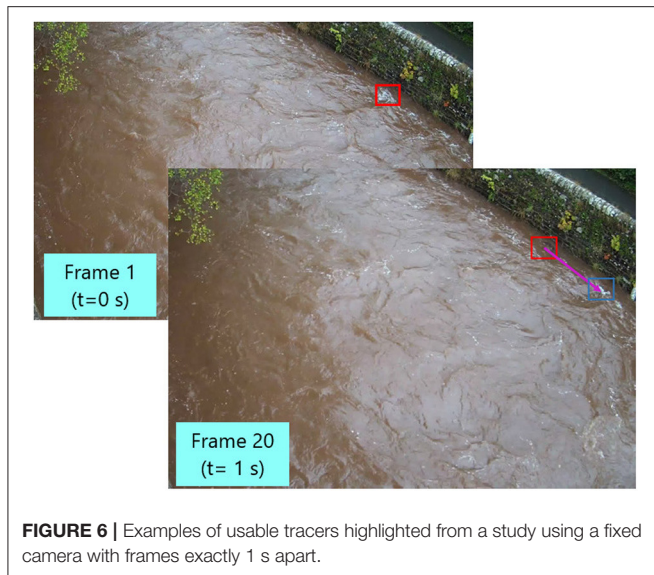 Frame 1
(t=0 s)
Frame 20
(t= 1 s)
FIGURE 6 | Examples of usable tracers highlighted from a study using a fixed
camera with frames exactly 1 s apart.